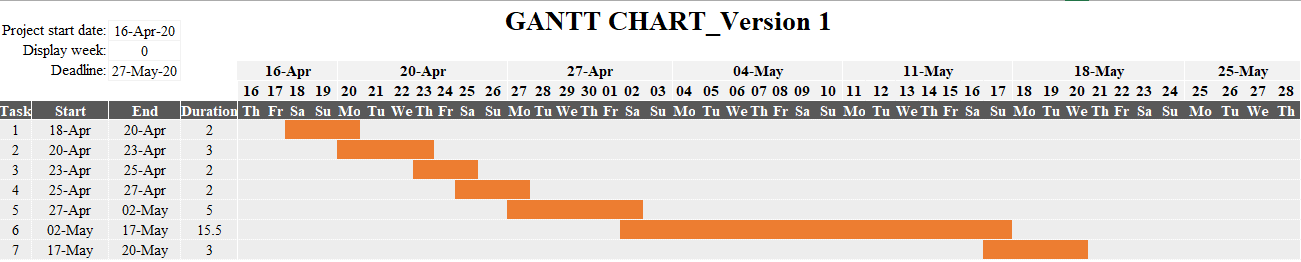 GANTT CHART_Version 1
Project start date: 16-Apr-20
Display week: 0
Deadline: 27-May-20
16-Apr 20-Apr 27-Apr 04-May 11-May 18-May 25-May
16 17 18 19 20 21 22 23 24 25 26 27 28 29 30 01 02 03 04 05 06 07 08 09 10 11 12 13 14 15 16 17 18 19 20 21 22 23 24 25 26 27 28
Task Start End Duration Th Fr Sa Su Mo Tu We Th Fr Sa Su Mo Tu We Th Fr Sa Su Mo Tu We Th Fr Sa Su Mo Tu We Th Fr Sa Su Mo Tu We Th Fr Sa Su Mo Tu We Th
1 18-Apr 20-Apr 2
2 20-Apr 23-Apr 3
3 23-Apr 25-Apr 2
4 25-Apr 27-Apr 2
5 27-Apr 02-May 5
6 02-May 17-May 15.5
7 17-May 20-May 3